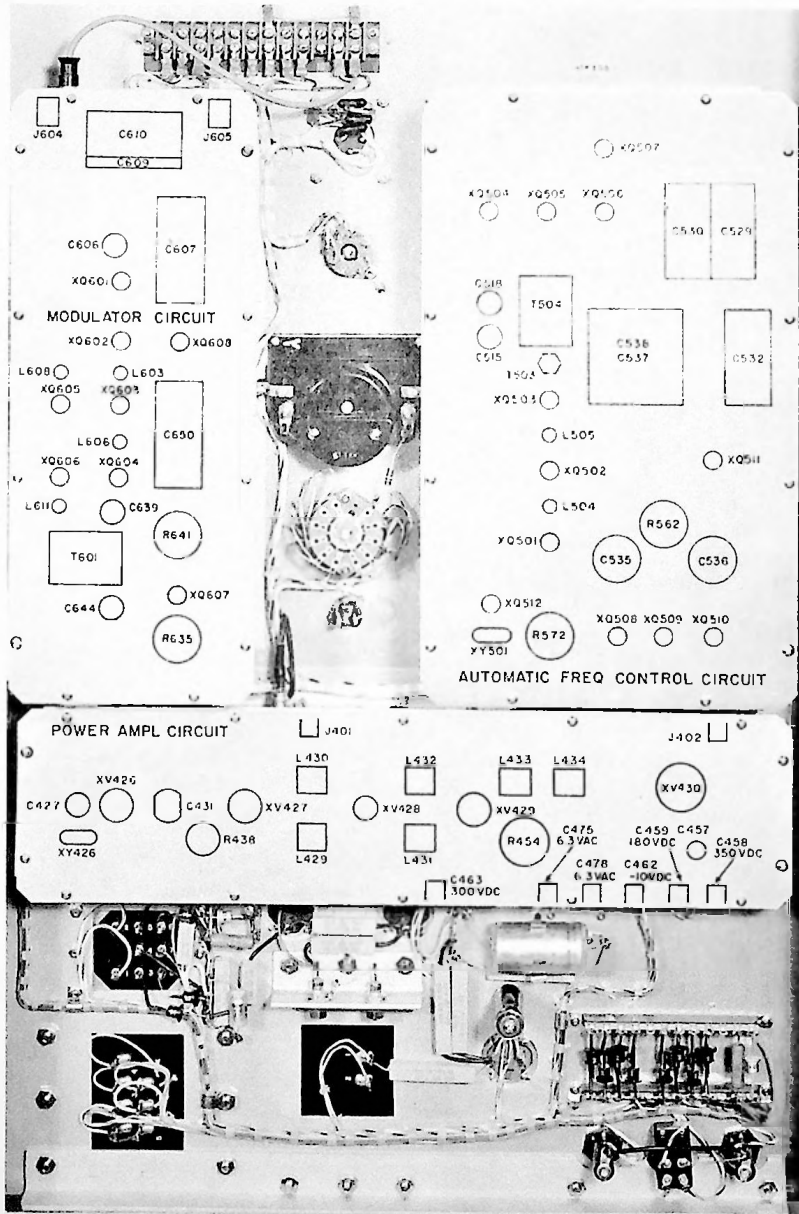 J604
C610
J605
C609
C606
C607
XQ601
MODULATOR CIRCUIT
XQ602
XQ608
L608
L603
XQ605
XQ603
L606
C650
XQ606
XQ604
L611
C639
R641
T601
C644
XQ607
R635
XQ507
XQ504
XQ505
XQ506
C530
C529
C518
T504
C515
C538
C537
C532
T503
XQ503
L505
XQ502
XQ511
L504
R562
XQ501
C535
C536
XQ512
XY501
R572
XQ508
XQ509
XQ510
AUTOMATIC FREQ CONTROL CIRCUIT
POWER AMPL CIRCUIT
J401
J402
L430
L432
L433
L434
XV426
C427
C431
XV427
XV428
XV429
XV430
XY426
R438
L429
L431
R454
C475
6.3VAC
C459
180VDC
C457
C458
350VDC
C463
300VDC
C478
6.3VAC
C462
-10VDC